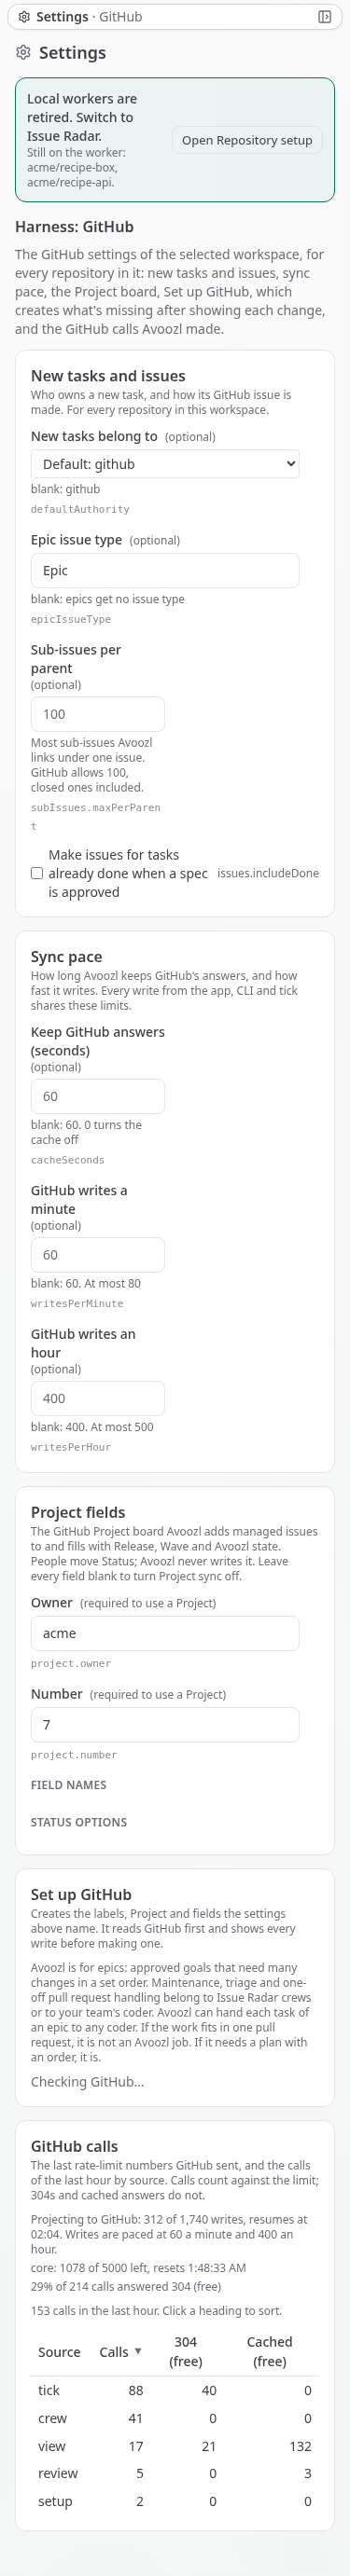 Settings · GitHub
Settings
Local workers are
retired. Switch to
Issue Radar.
Still on the worker:
acme/recipe-box,
acme/recipe-api.
Open Repository setup
Harness: GitHub
The GitHub settings of the selected workspace, for
every repository in it: new tasks and issues, sync
pace, the Project board, Set up GitHub, which
creates what's missing after showing each change,
and the GitHub calls Avoozl made.
New tasks and issues
Who owns a new task, and how its GitHub issue is
made. For every repository in this workspace.
New tasks belong to (optional)
Default: github
blank: github
defaultAuthority
Epic issue type (optional)
Epic
blank: epics get no issue type
epicIssueType
Sub-issues per
parent
(optional)
100
Most sub-issues Avoozl
links under one issue.
GitHub allows 100,
closed ones included.
subIssues.maxPerParen
t
Make issues for tasks
already done when a spec
is approved
issues.includeDone
Sync pace
How long Avoozl keeps GitHub's answers, and how
fast it writes. Every write from the app, CLI and tick
shares these limits.
Keep GitHub answers
(seconds)
(optional)
60
blank: 60. 0 turns the
cache off
cacheSeconds
GitHub writes a
minute
(optional)
60
blank: 60. At most 80
writesPerMinute
GitHub writes an
hour
(optional)
400
blank: 400. At most 500
writesPerHour
Project fields
The GitHub Project board Avoozl adds managed issues
to and fills with Release, Wave and Avoozl state.
People move Status; Avoozl never writes it. Leave
every field blank to turn Project sync off.
Owner (required to use a Project)
acme
project.owner
Number (required to use a Project)
7
project.number
FIELD NAMES
STATUS OPTIONS
Set up GitHub
Creates the labels, Project and fields the settings
above name. It reads GitHub first and shows every
write before making one.
Avoozl is for epics: approved goals that need many
changes in a set order. Maintenance, triage and one-
off pull request handling belong to Issue Radar crews
or to your team's coder. Avoozl can hand each task of
an epic to any coder. If the work fits in one pull
request, it is not an Avoozl job. If it needs a plan with
an order, it is.
Checking GitHub...
GitHub calls
The last rate-limit numbers GitHub sent, and the calls
of the last hour by source. Calls count against the limit;
304s and cached answers do not.
Projecting to GitHub: 312 of 1,740 writes, resumes at
02:04. Writes are paced at 60 a minute and 400 an
hour.
core: 1078 of 5000 left, resets 1:48:33 AM
29% of 214 calls answered 304 (free)
153 calls in the last hour. Click a heading to sort.
Source Calls ▼ 304 (free) Cached (free)
tick 88 40 0
crew 41 0 0
view 17 21 132
review 5 0 3
setup 2 0 0